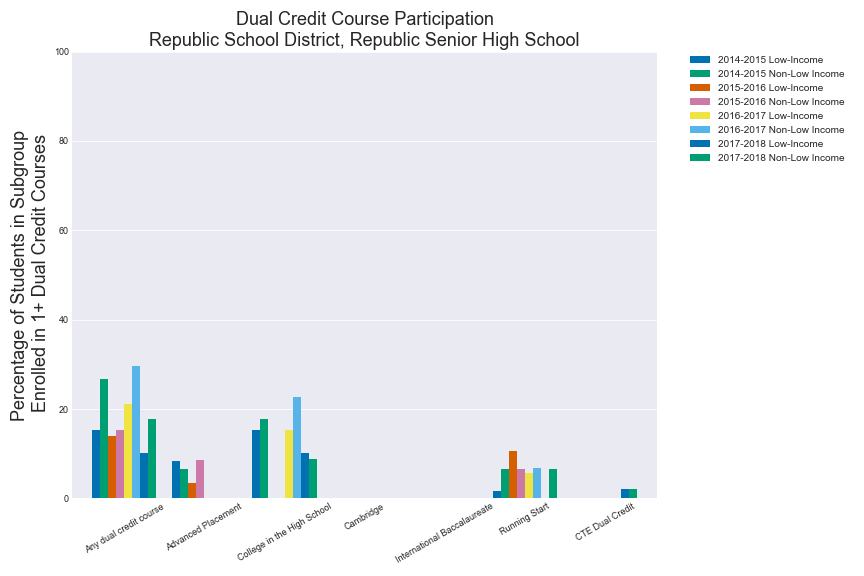 Dual Credit Course Participation
Republic School District, Republic Senior High School
Percentage of Students in Subgroup
Enrolled in 1+ Dual Credit Courses
100
80
60
40
20
0
Any dual credit course
Advanced Placement
College in the High School
Cambridge
International Baccalaureate
Running Start
CTE Dual Credit
2014-2015 Low-Income
2014-2015 Non-Low Income
2015-2016 Low-Income
2015-2016 Non-Low Income
2016-2017 Low-Income
2016-2017 Non-Low Income
2017-2018 Low-Income
2017-2018 Non-Low Income